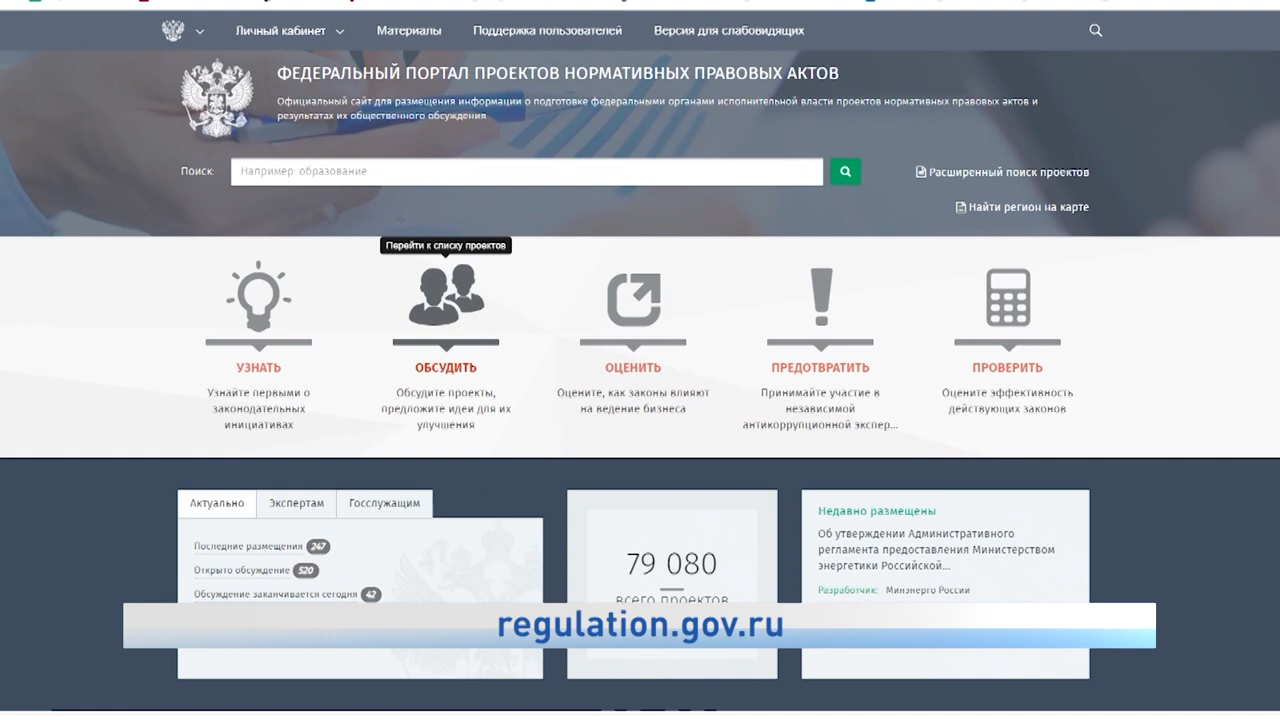 Личный кабинет
Материалы
Поддержка пользователей
Версия для слабовидящих
ФЕДЕРАЛЬНЫЙ ПОРТАЛ ПРОЕКТОВ НОРМАТИВНЫХ ПРАВОВЫХ АКТОВ
Официальный сайт для размещения информации о подготовке федеральными органами исполнительной власти проектов нормативных правовых актов и
результатах их общественного обсуждения
Поиск:
Например: образование
Расширенный поиск проектов
Найти регион на карте
Перейти к списку проектов
УЗНАТЬ
Узнайте первыми о
законодательных
инициативах
ОБСУДИТЬ
Обсудите проекты,
предложите идеи для их
улучшения
ОЦЕНИТЬ
Оцените, как законы влияют
на ведение бизнеса
ПРЕДОТВРАТИТЬ
Принимайте участие в
независимой
антикоррупционной экспер...
ПРОВЕРИТЬ
Оцените эффективность
действующих законов
Актуально
Экспертам
Госслужащим
Последние размещения 247
Открыто обсуждение 520
Обсуждение заканчивается сегодня 42
79 080
всего проектов
Недавно размещены
Об утверждении Административного
регламента предоставления Министерством
энергетики Российской...
Разработчик: Минэнерго России
regulation.gov.ru